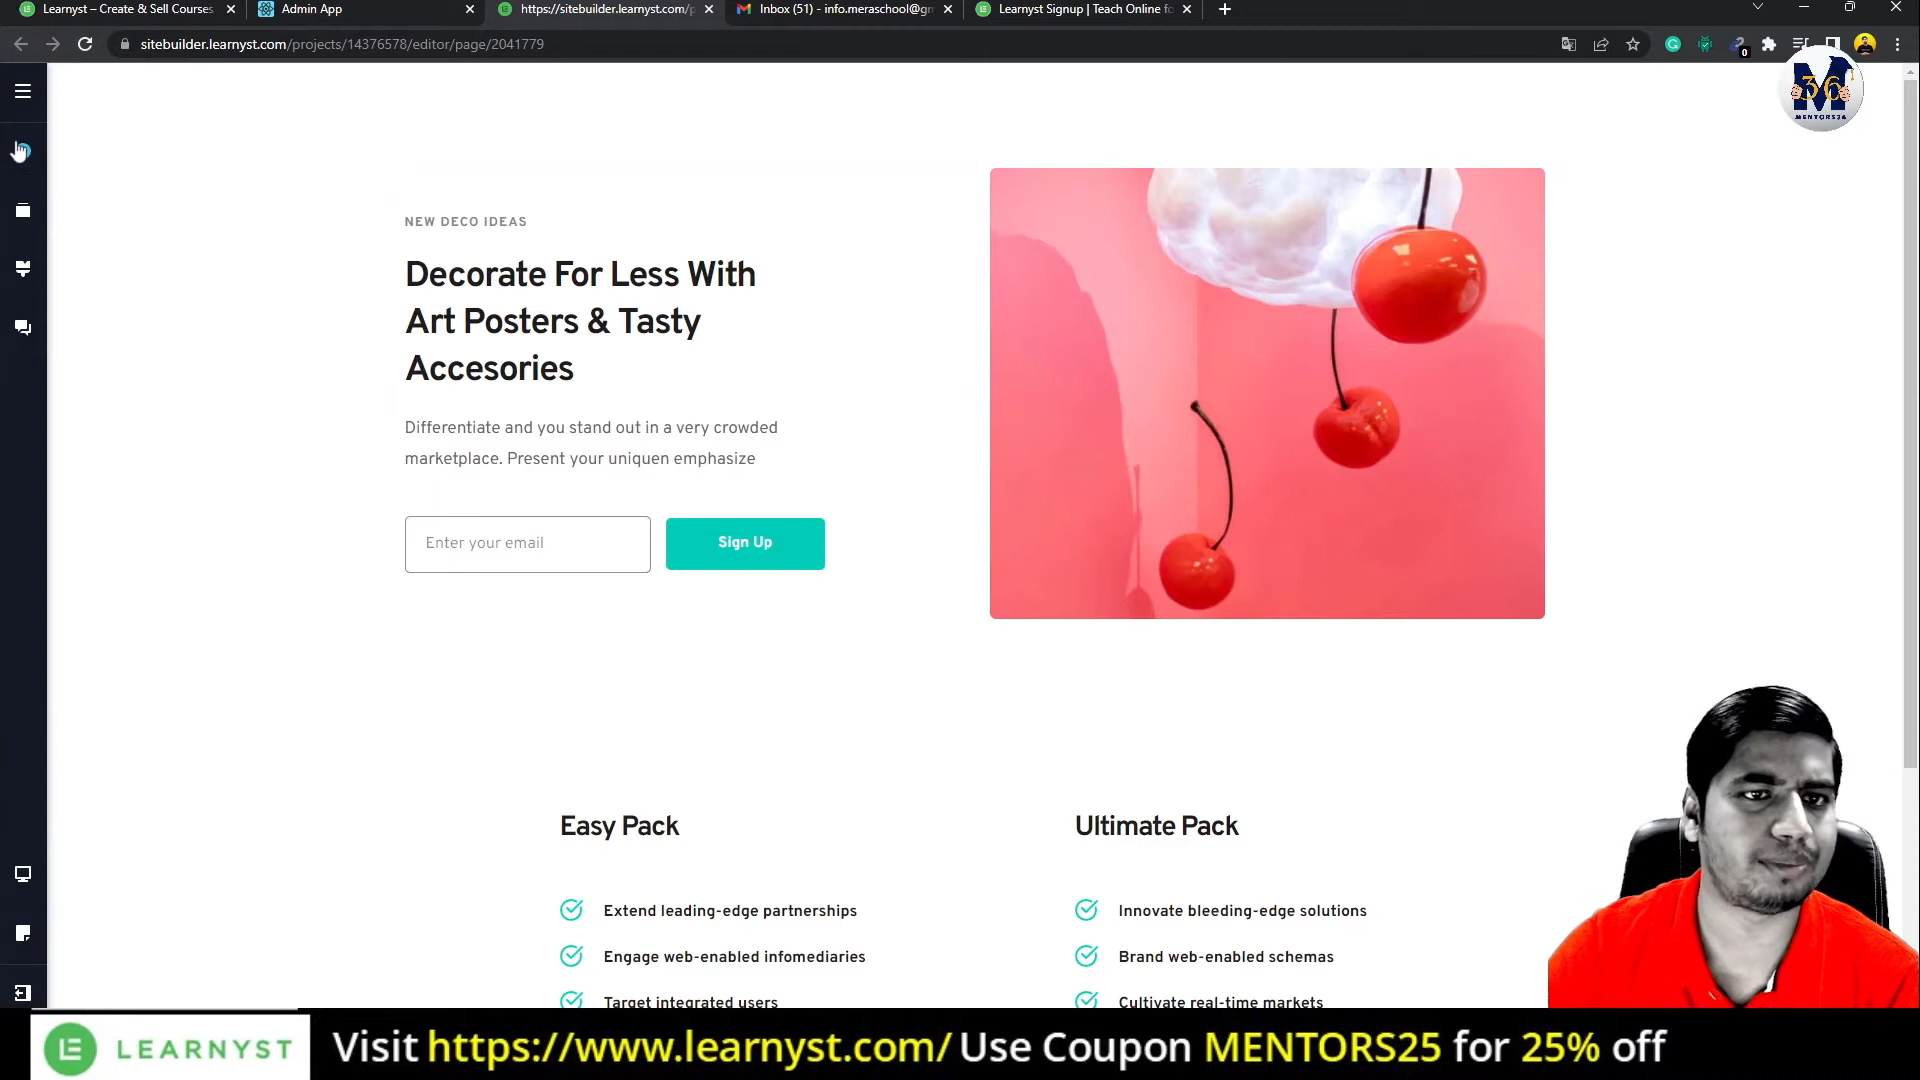 Learnyst – Create & Sell Courses
Admin App
https://sitebuilder.learnyst.com/p
Inbox (51) - info.meraschool@gm
Learnyst Signup | Teach Online fo
sitebuilder.learnyst.com/projects/14376578/editor/page/2041779
0
M
36
MENTORS36
NEW DECO IDEAS
Decorate For Less With
Art Posters & Tasty
Accesories
Differentiate and you stand out in a very crowded
marketplace. Present your uniquen emphasize
Enter your email
Sign Up
Easy Pack
Ultimate Pack
Extend leading-edge partnerships
Innovate bleeding-edge solutions
Engage web-enabled infomediaries
Brand web-enabled schemas
Target integrated users
Cultivate real-time markets
LEARNYST
Visit https://www.learnyst.com/ Use Coupon MENTORS25 for 25% off